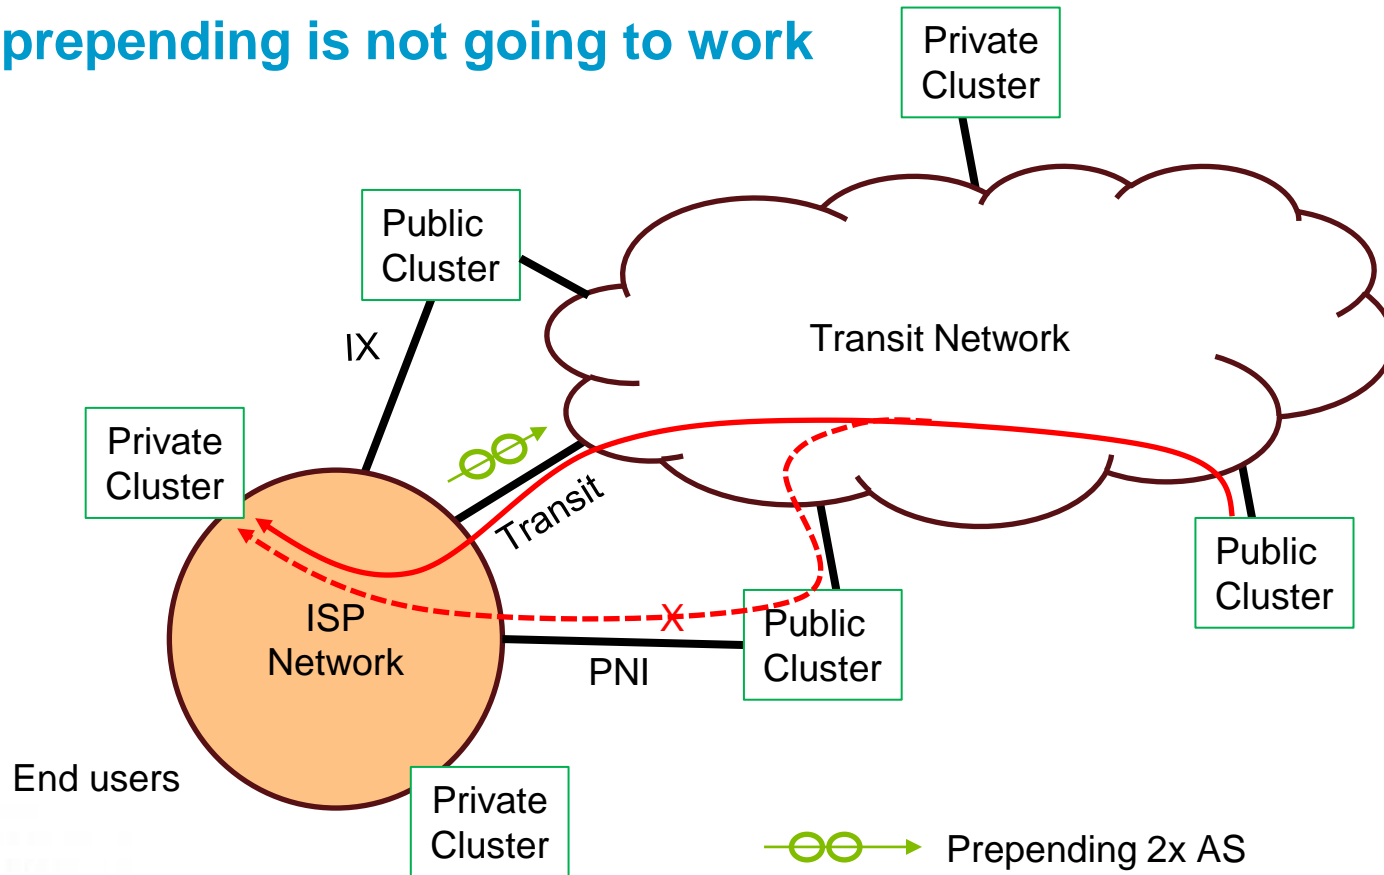 prepending is not going to work
Private
Cluster
Public
Cluster
IX
Transit Network
Private
Cluster
Transit
Public
Cluster
ISP
Network
X
Public
Cluster
PNI
End users
Private
Cluster
Prepending 2x AS